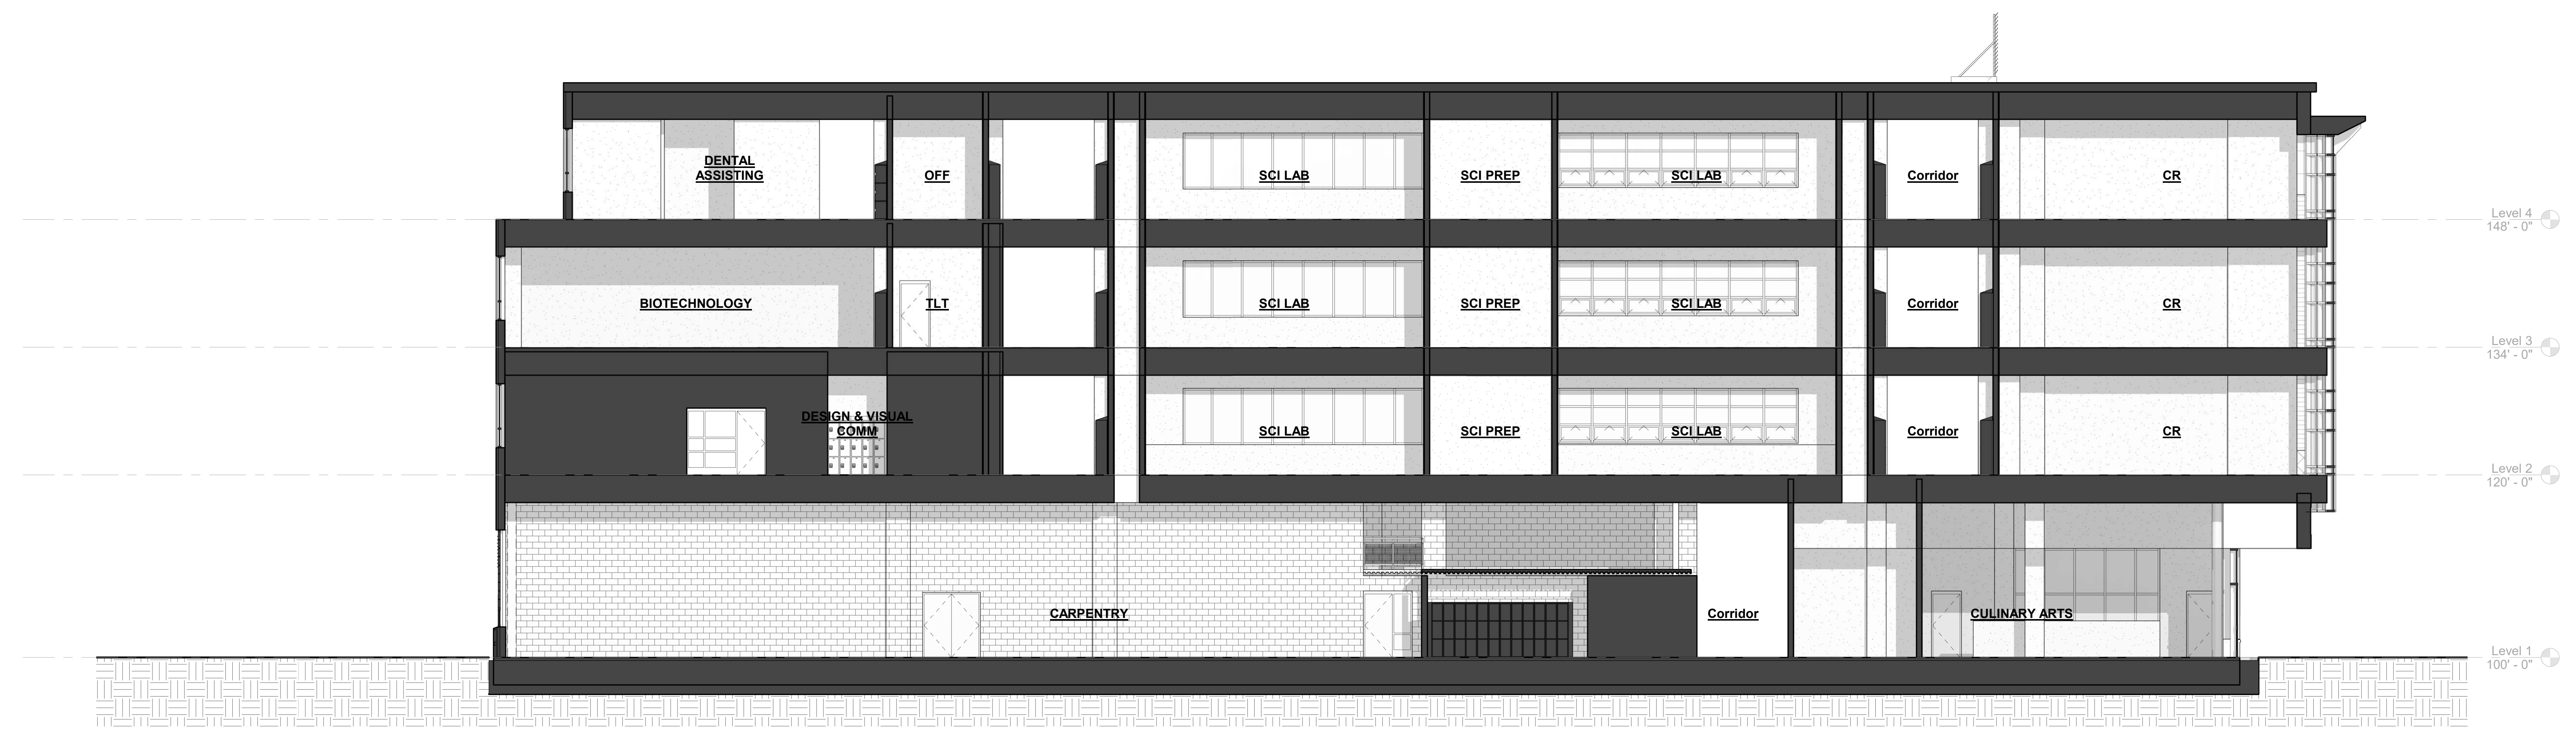 DENTAL
ASSISTING
OFF
SCI LAB
SCI PREP
SCI LAB
Corridor
CR
Level 4
148' - 0"
BIOTECHNOLOGY
TLT
SCI LAB
SCI PREP
SCI LAB
Corridor
CR
Level 3
134' - 0"
DESIGN & VISUAL
COMM
SCI LAB
SCI PREP
SCI LAB
Corridor
CR
Level 2
120' - 0"
CARPENTRY
Corridor
CULINARY ARTS
Level 1
100' - 0"